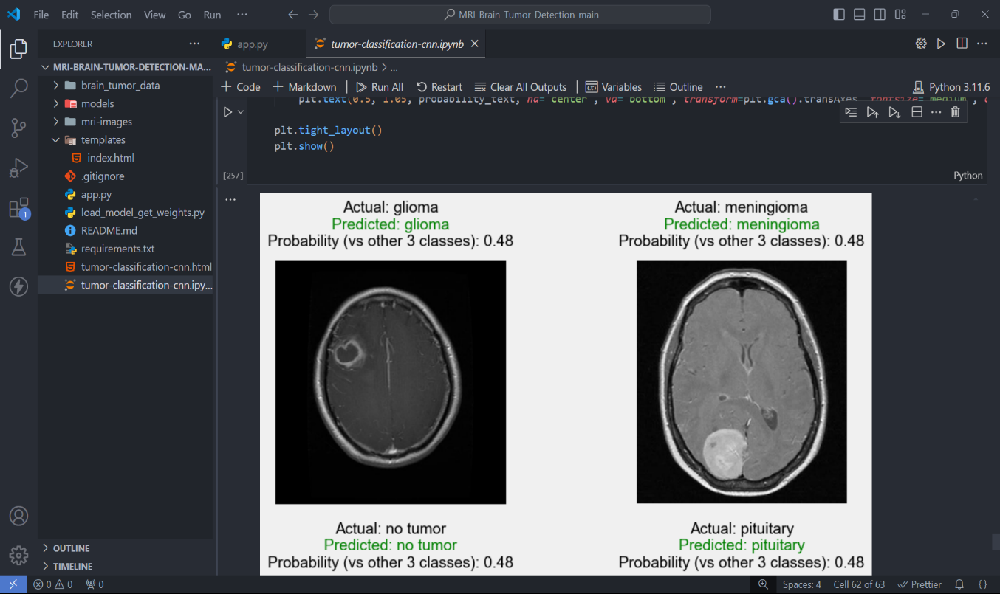 File Edit Selection View Go Run ··· MRI-Brain-Tumor-Detection-main
EXPLORER ···
MRI-BRAIN-TUMOR-DETECTION-MA...
brain_tumor_data
models
mri-images
templates
index.html
.gitignore
app.py
load_model_get_weights.py
README.md
requirements.txt
tumor-classification-cnn.html
tumor-classification-cnn.ipy...
OUTLINE
TIMELINE
1
app.py tumor-classification-cnn.ipynb
tumor-classification-cnn.ipynb > ...
+ Code + Markdown Run All Restart Clear All Outputs Variables Outline ··· Python 3.11.6
plt.text(0.5, 1.05, probability_text, ha='center', va='bottom', transform=plt.gca().transAxes, fontsize='medium',
plt.tight_layout()
plt.show()
[257] Python
Actual: glioma
Predicted: glioma
Probability (vs other 3 classes): 0.48
Actual: meningioma
Predicted: meningioma
Probability (vs other 3 classes): 0.48
Actual: no tumor
Predicted: no tumor
Probability (vs other 3 classes): 0.48
Actual: pituitary
Predicted: pituitary
Probability (vs other 3 classes): 0.48
0 0 0 Spaces: 4 Cell 62 of 63 Prettier {}